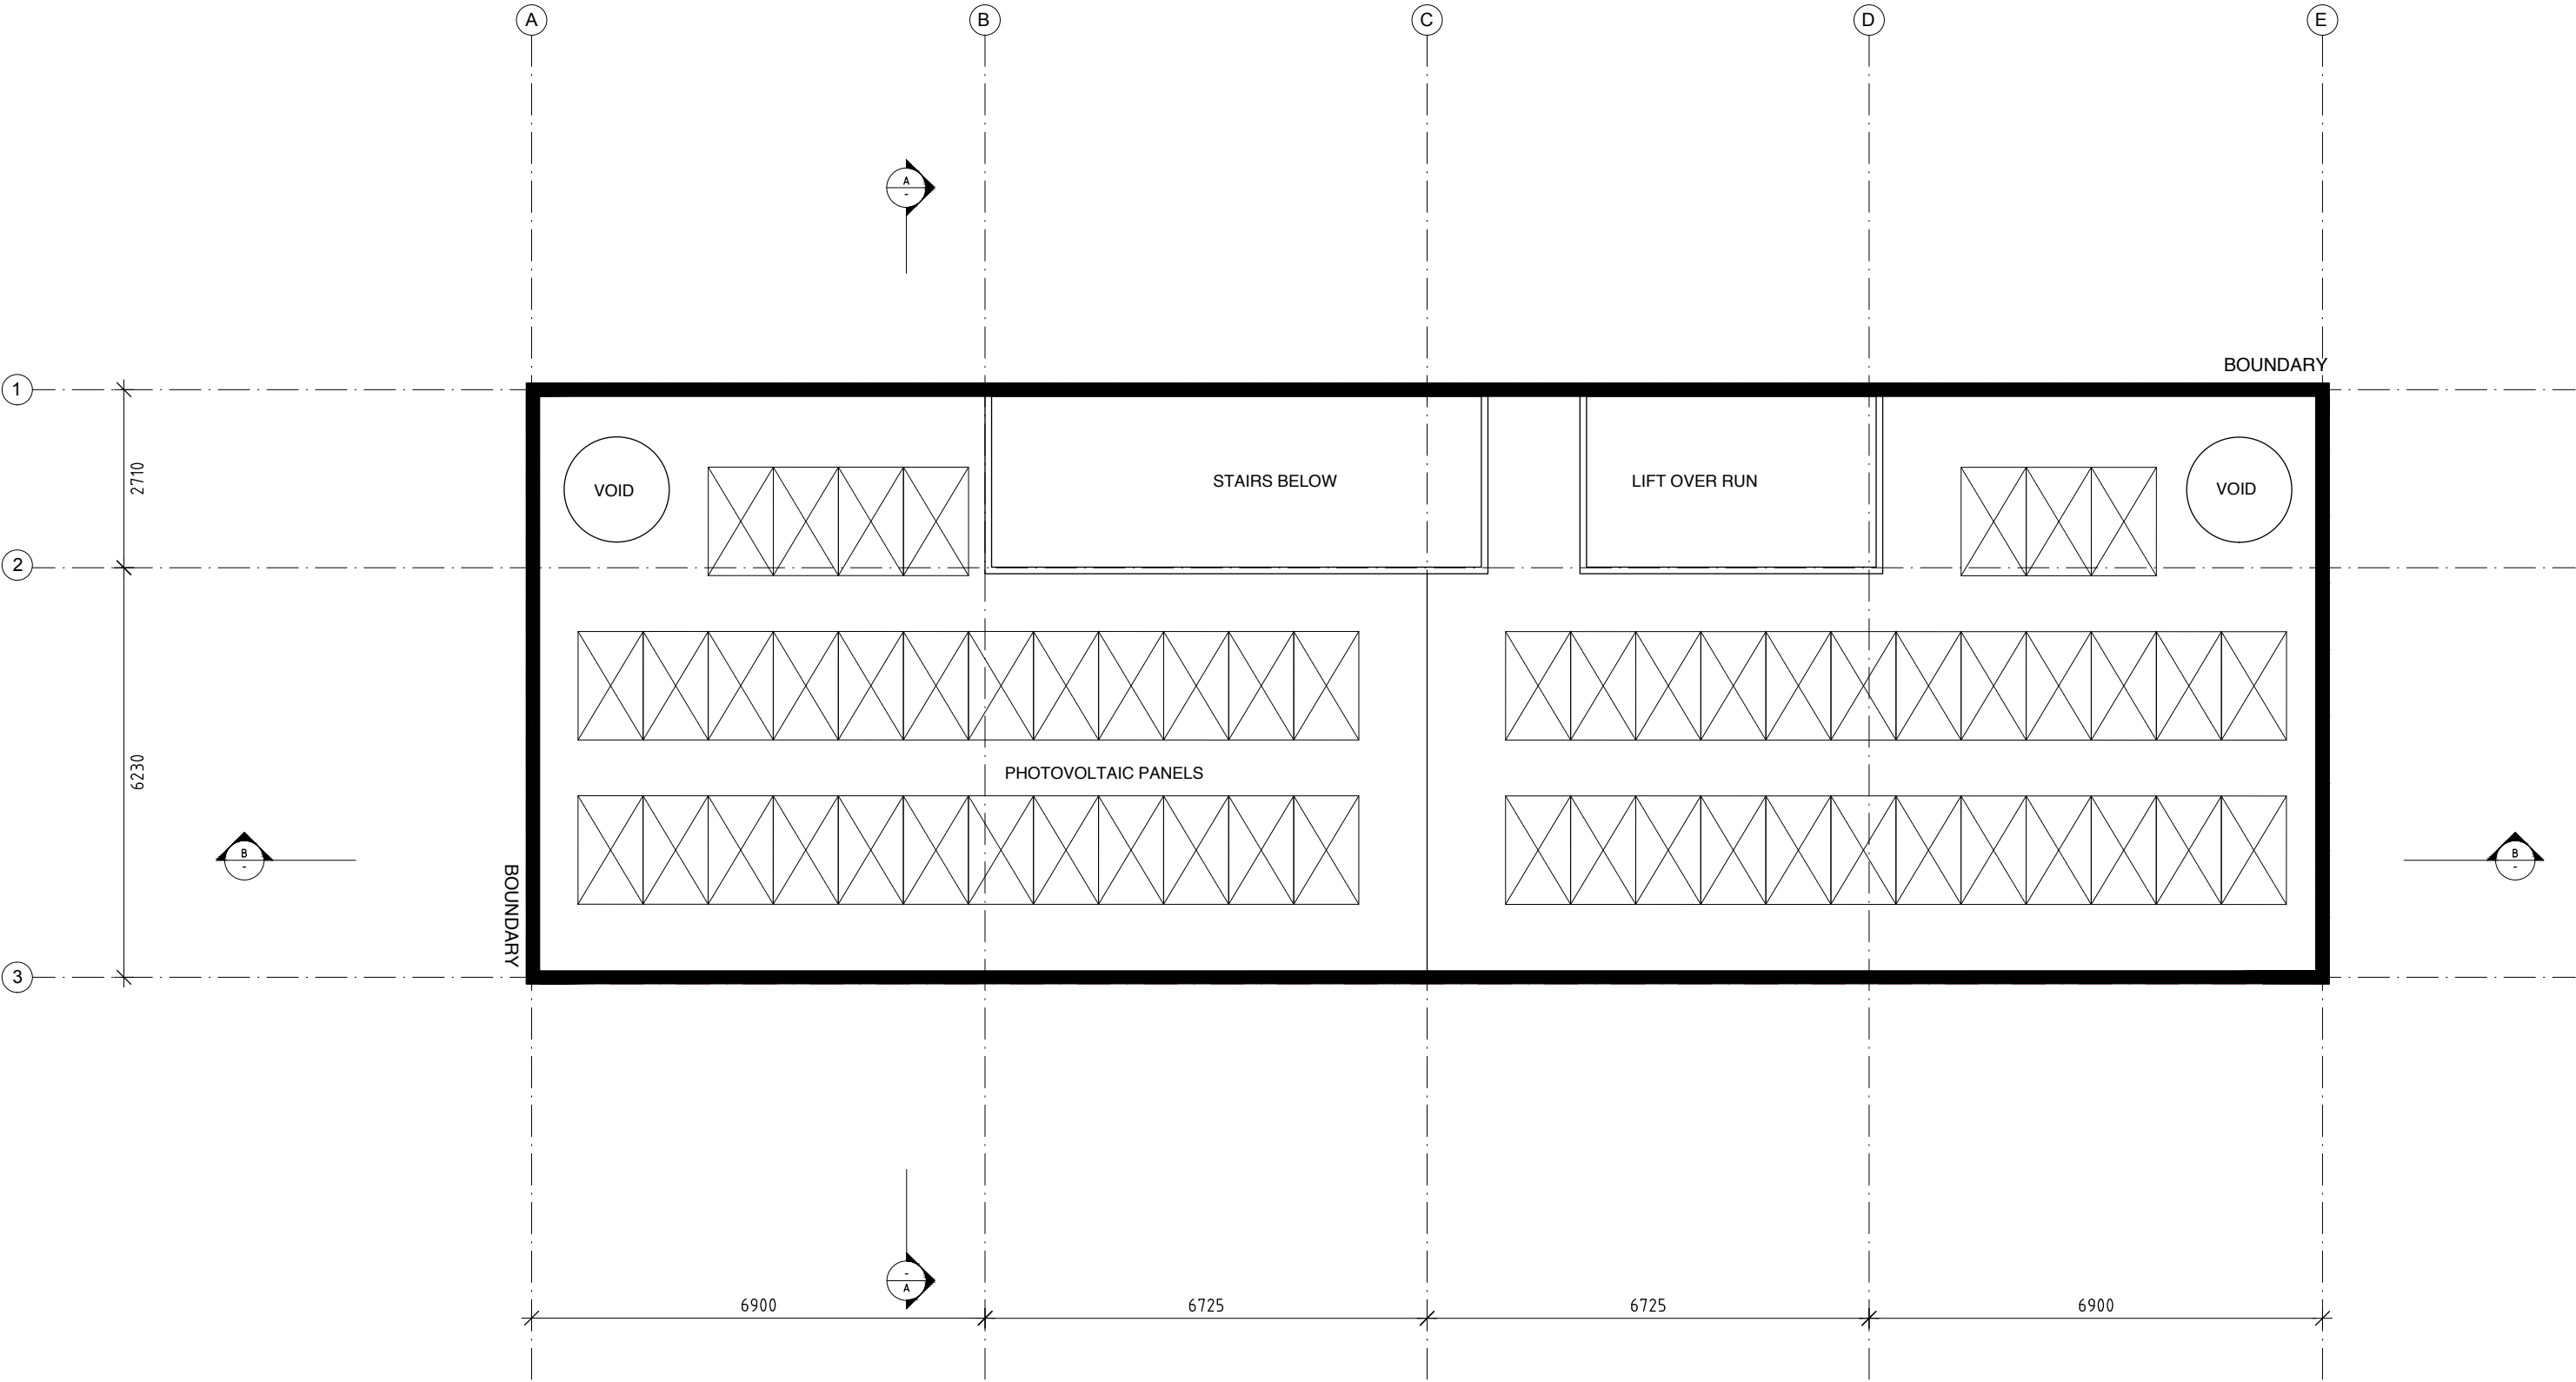 A
B
C
D
E
A
-
BOUNDARY
1
2710
VOID
STAIRS BELOW
LIFT OVER RUN
VOID
2
6230
PHOTOVOLTAIC PANELS
B
-
B
-
BOUNDARY
3
-
A
6900
6725
6725
6900